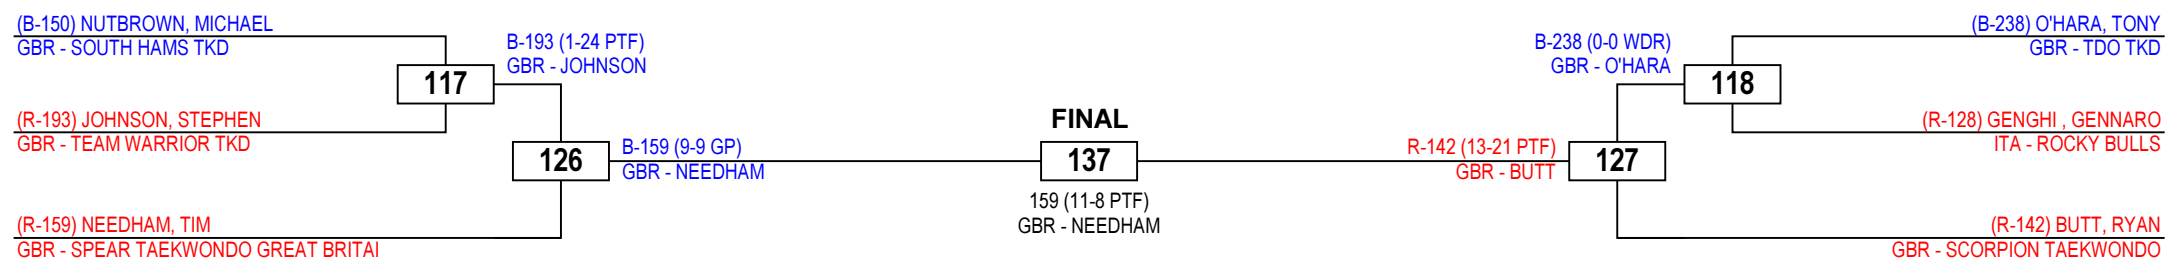 (B-150) NUTBROWN, MICHAEL
GBR - SOUTH HAMS TKD
117
(R-193) JOHNSON, STEPHEN
GBR - TEAM WARRIOR TKD
B-193 (1-24 PTF)
GBR - JOHNSON
126
(R-159) NEEDHAM, TIM
GBR - SPEAR TAEKWONDO GREAT BRITAI
B-159 (9-9 GP)
GBR - NEEDHAM
FINAL
137
159 (11-8 PTF)
GBR - NEEDHAM
R-142 (13-21 PTF)
GBR - BUTT
127
B-238 (0-0 WDR)
GBR - O'HARA
118
(B-238) O'HARA, TONY
GBR - TDO TKD
(R-128) GENGHI , GENNARO
ITA - ROCKY BULLS
(R-142) BUTT, RYAN
GBR - SCORPION TAEKWONDO